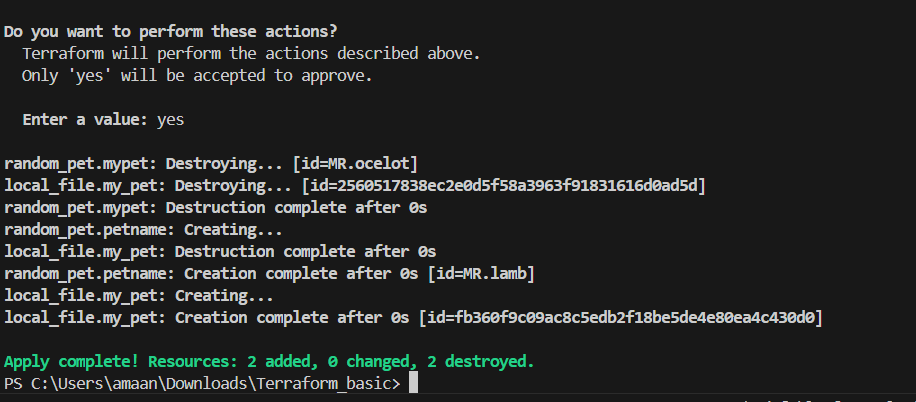 Do you want to perform these actions?
Terraform will perform the actions described above.
Only 'yes' will be accepted to approve.
Enter a value: yes
random_pet.mypet: Destroying... [id=MR.ocelot]
local_file.my_pet: Destroying... [id=2560517838ec2e0d5f58a3963f91831616d0ad5d]
random_pet.mypet: Destruction complete after 0s
random_pet.petname: Creating...
local_file.my_pet: Destruction complete after 0s
random_pet.petname: Creation complete after 0s [id=MR.lamb]
local_file.my_pet: Creating...
local_file.my_pet: Creation complete after 0s [id=fb360f9c09ac8c5edb2f18be5de4e80ea4c430d0]
Apply complete! Resources: 2 added, 0 changed, 2 destroyed.
PS C:\Users\amaan\Downloads\Terraform_basic>